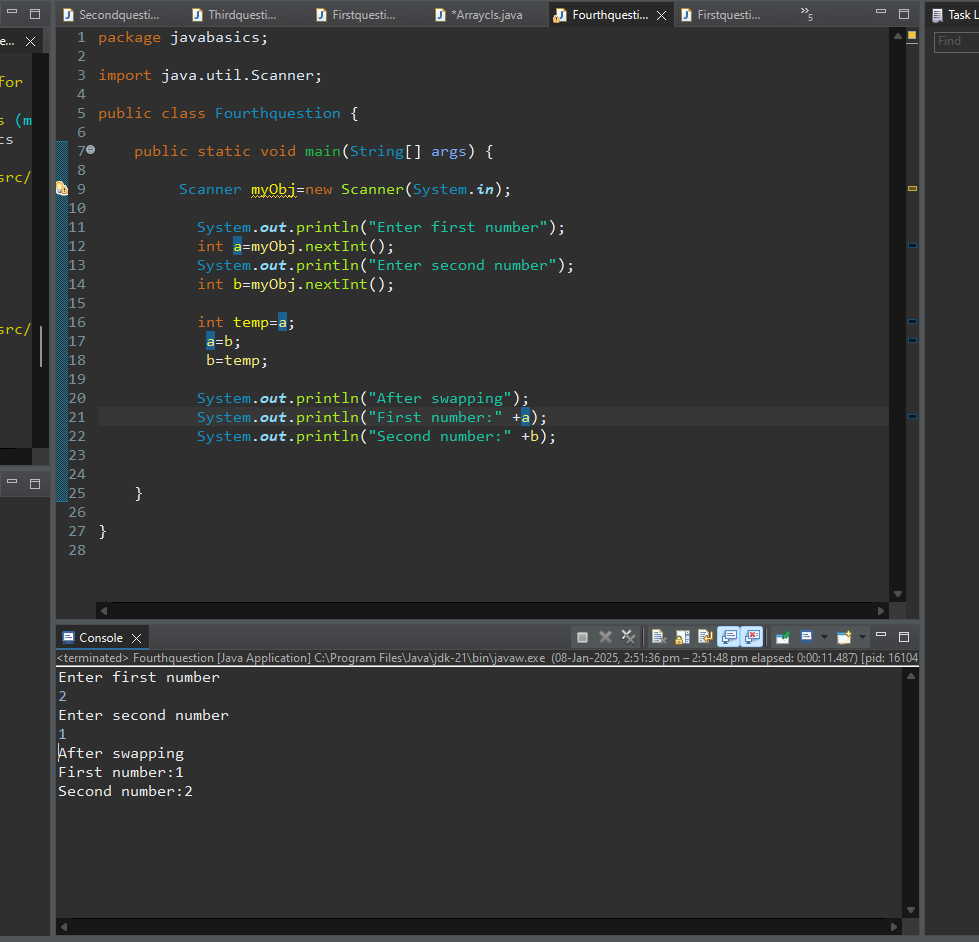 Secondquesti...
Thirdquesti...
Firstquesti...
*Arraycls.java
Fourthquesti...
Firstquesti...
»5
Task L
Find
e...
for
s (m
cs
src/
src/
1 package javabasics;
2
3 import java.util.Scanner;
4
5 public class Fourthquestion {
6
7 public static void main(String[] args) {
8
9 Scanner myObj=new Scanner(System.in);
10
11 System.out.println("Enter first number");
12 int a=myObj.nextInt();
13 System.out.println("Enter second number");
14 int b=myObj.nextInt();
15
16 int temp=a;
17 a=b;
18 b=temp;
19
20 System.out.println("After swapping");
21 System.out.println("First number:" +a);
22 System.out.println("Second number:" +b);
23
24
25 }
26
27 }
28
Console
<terminated> Fourthquestion [Java Application] C:\Program Files\Java\jdk-21\bin\javaw.exe (08-Jan-2025, 2:51:36 pm – 2:51:48 pm elapsed: 0:00:11.487) [pid: 16104
Enter first number
2
Enter second number
1
After swapping
First number:1
Second number:2